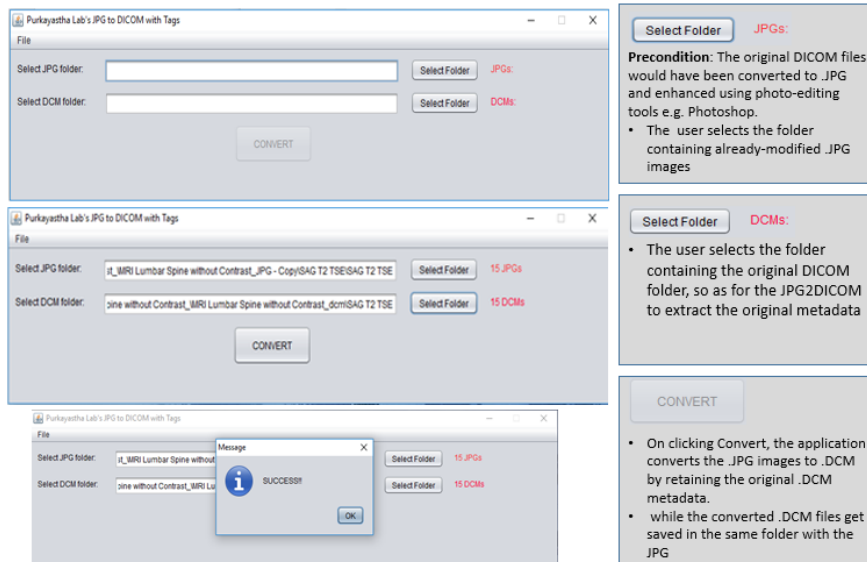 Purkayastha Lab's JPG to DICOM with Tags
File
Select JPG folder:
Select Folder
JPGs:
Select DCM folder:
Select Folder
DCMs:
CONVERT
Purkayastha Lab's JPG to DICOM with Tags
File
Select JPG folder:
st_\MRI Lumbar Spine without Contrast_JPG - Copy\SAG T2 TSE\SAG T2 TSE
Select Folder
15 JPGs
Select DCM folder:
pine without Contrast_\MRI Lumbar Spine without Contrast_dcm\SAG T2 TSE
Select Folder
15 DCMs
CONVERT
Purkayastha Lab's JPG to DICOM with Tags
File
Select JPG folder:
st_\MRI Lumbar Spine without
Select Folder
15 JPGs
Select DCM folder:
pine without Contrast_\MRI Lu
Select Folder
15 DCMs
Message
SUCCESS!!
OK
Select Folder JPGs:
Precondition: The original DICOM files
would have been converted to .JPG
and enhanced using photo-editing
tools e.g. Photoshop.
• The user selects the folder
containing already-modified .JPG
images
Select Folder DCMs:
• The user selects the folder
containing the original DICOM
folder, so as for the JPG2DICOM
to extract the original metadata
CONVERT
• On clicking Convert, the application
converts the .JPG images to .DCM
by retaining the original .DCM
metadata.
• while the converted .DCM files get
saved in the same folder with the
JPG